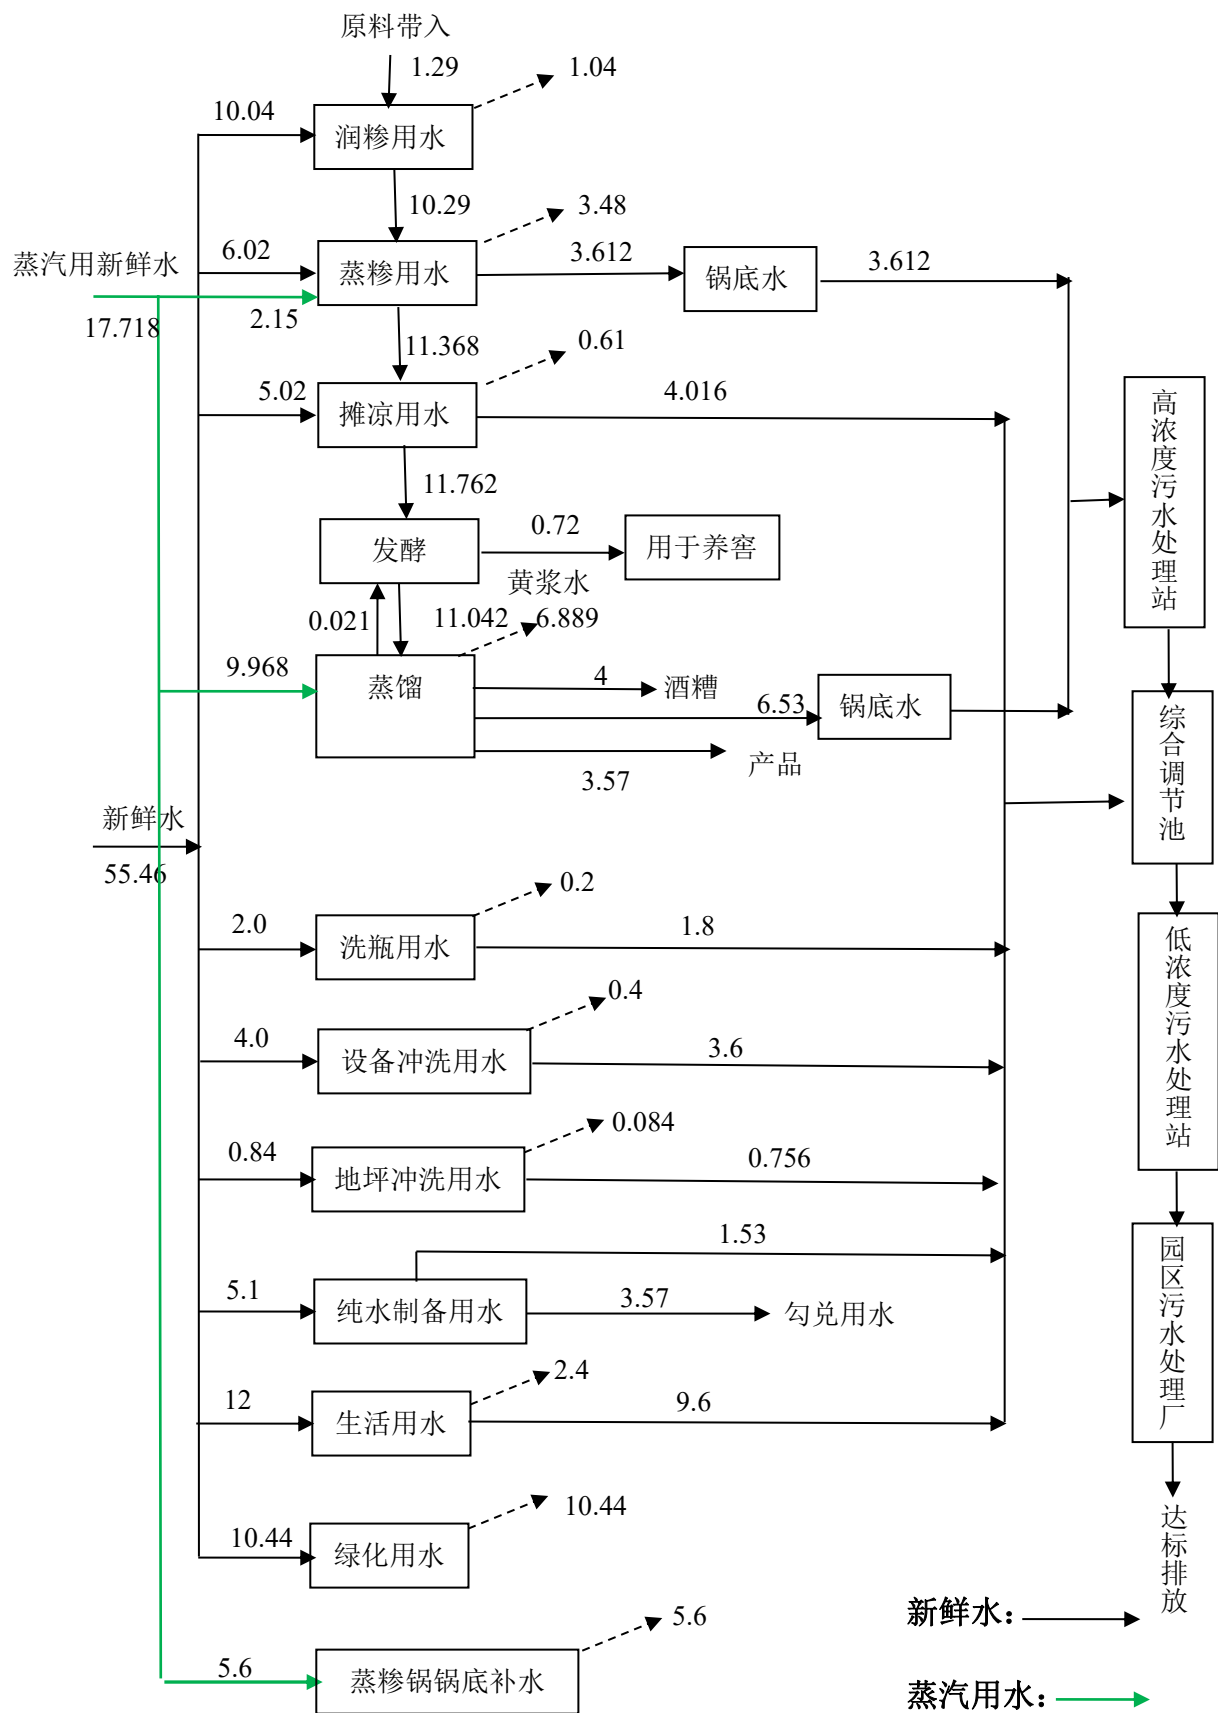 原料带入
1.29
1.04
10.04
润糁用水
10.29
3.48
6.02
蒸糁用水
3.612
锅底水
3.612
蒸汽用新鲜水
17.718
2.15
11.368
0.61
5.02
摊凉用水
4.016
高浓度污水处理站
11.762
发酵
0.72
用于养窖
黄浆水
0.021
11.042
6.889
9.968
蒸馏
4
酒糟
6.53
锅底水
综合调节池
3.57
产品
新鲜水
55.46
0.2
2.0
洗瓶用水
1.8
低浓度污水处理站
0.4
4.0
设备冲洗用水
3.6
0.084
0.84
地坪冲洗用水
0.756
1.53
园区污水处理厂
5.1
纯水制备用水
3.57
勾兑用水
2.4
12
生活用水
9.6
10.44
10.44
绿化用水
达标排放
新鲜水：
5.6
5.6
蒸糁锅锅底补水
蒸汽用水：